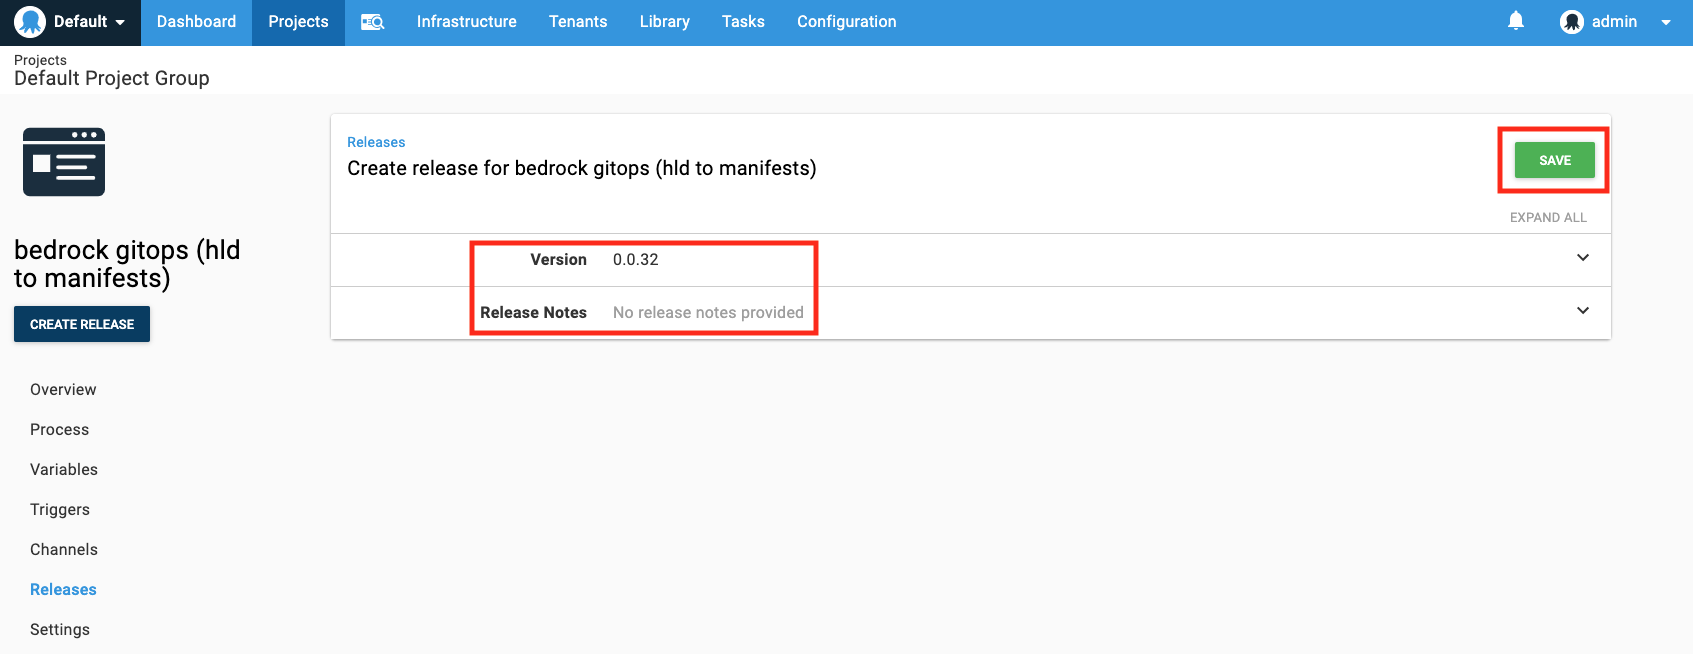 Default Dashboard Projects Infrastructure Tenants Library Tasks Configuration admin
Projects
Default Project Group
Releases
Create release for bedrock gitops (hld to manifests)
SAVE
EXPAND ALL
Version 0.0.32
Release Notes No release notes provided
bedrock gitops (hld
to manifests)
CREATE RELEASE
Overview
Process
Variables
Triggers
Channels
Releases
Settings